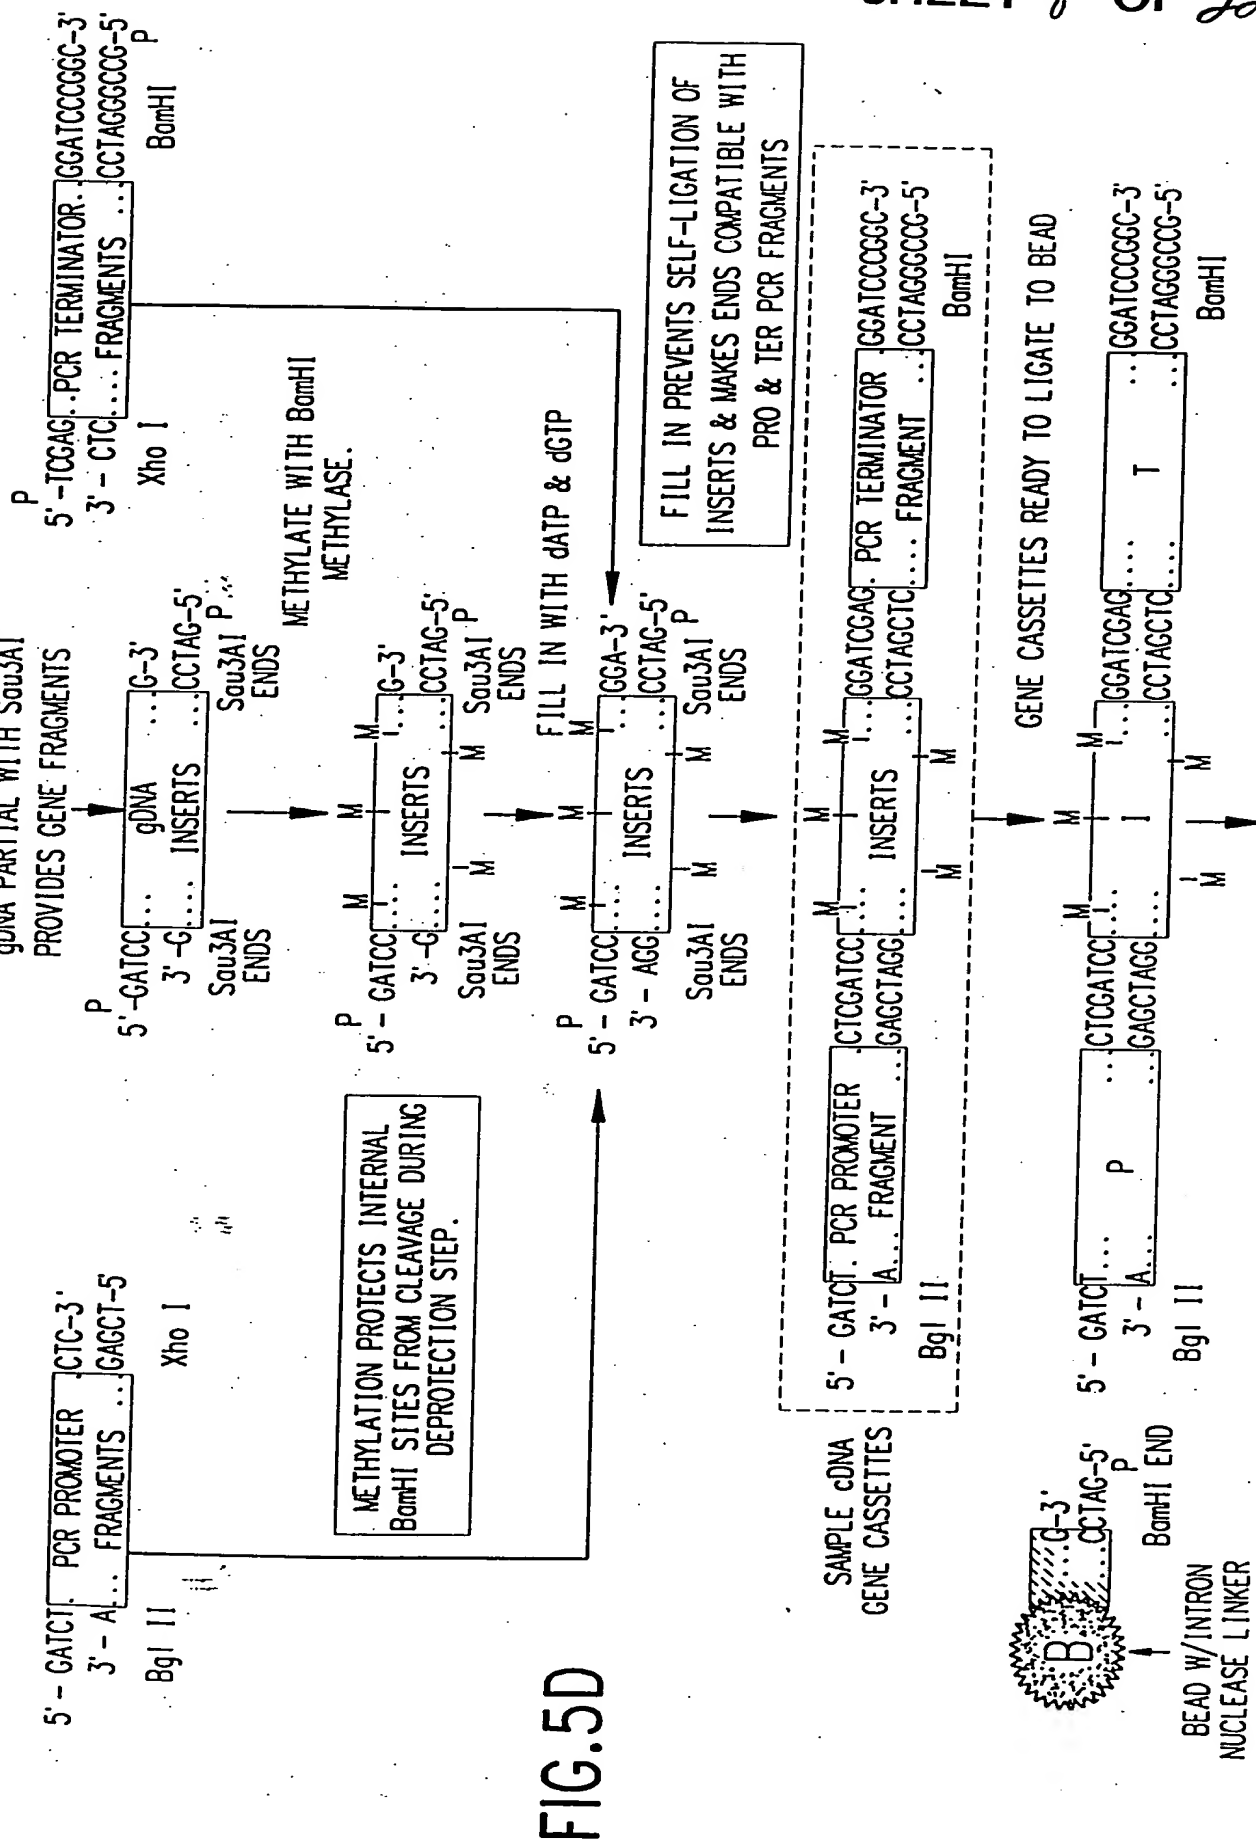 SHEET 8 OF
gDNA PARTIAL WITH Sau3AI
PROVIDES GENE FRAGMENTS
5' - GATCT. PCR PROMOTER .CTC-3'
3' - A... FRAGMENTS ...GAGCT-5'
Bgl II
Xho I
P
5'-GATCC... gDNA ...G-3'
3'-G.... INSERTS ...CCTAG-5'
P
Sau3AI
ENDS
Sau3AI
ENDS
P
5'-TCGAG..PCR TERMINATOR..GGATCCCGGC-3'
3'- CTC.... FRAGMENTS ...CCTAGGGCCG-5'
P
Xho I
BamHI
METHYLATE WITH BamHI
METHYLASE.
METHYLATION PROTECTS INTERNAL
BamHI SITES FROM CLEAVAGE DURING
DEPROTECTION STEP.
M M M
P
5'- GATCC.... INSERTS ...G-3'
3'-G.... ...CCTAG-5'
P
M M
Sau3AI
ENDS
Sau3AI
ENDS
FILL IN WITH dATP & dGTP
M M M
P
5'- GATCC.... INSERTS ...GGA-3'
3'- AGG.... ...CCTAG-5'
P
M M
Sau3AI
ENDS
Sau3AI
ENDS
FILL IN PREVENTS SELF-LIGATION OF
INSERTS & MAKES ENDS COMPATIBLE WITH
PRO & TER PCR FRAGMENTS
SAMPLE cDNA
GENE CASSETTES
M M M
5'- GATCT. PCR PROMOTER .CTCGATCC.... INSERTS ...GGATCGAG. PCR TERMINATOR .GGATCCCGGC-3'
3'- A... FRAGMENT ...GAGCTAGG.... ...CCTAGCTC.... FRAGMENT ...CCTAGGGCCG-5'
M M
Bgl II
BamHI
GENE CASSETTES READY TO LIGATE TO BEAD
M M M
B ....G-3'
....CCTAG-5'
P
BamHI END
5'- GATCT... P ...CTCGATCC.... I ...GGATCGAG.... T ..GGATCCCGGC-3'
3'- A... ...GAGCTAGG.... ...CCTAGCTC.... ...CCTAGGGCCG-5'
M M
Bgl II
BamHI
BEAD W/INTRON
NUCLEASE LINKER
FIG.5D